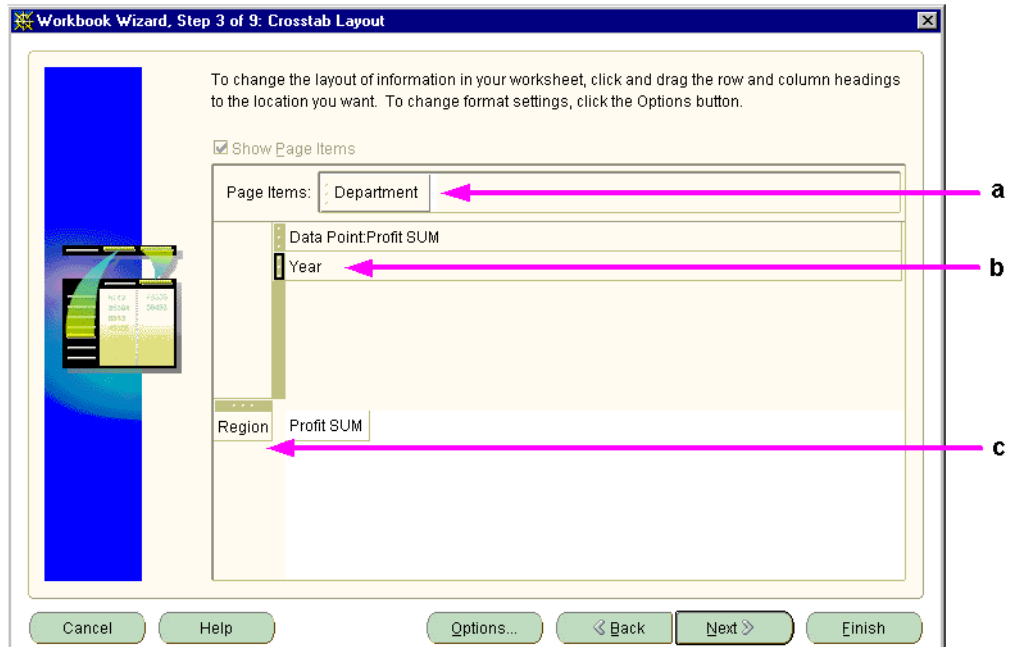 Workbook Wizard, Step 3 of 9: Crosstab Layout
To change the layout of information in your worksheet, click and drag the row and column headings
to the location you want. To change format settings, click the Options button.
Show Page Items
Page Items: Department
a
Data Point:Profit SUM
Year
b
Region Profit SUM
c
Cancel Help Options... Back Next Finish